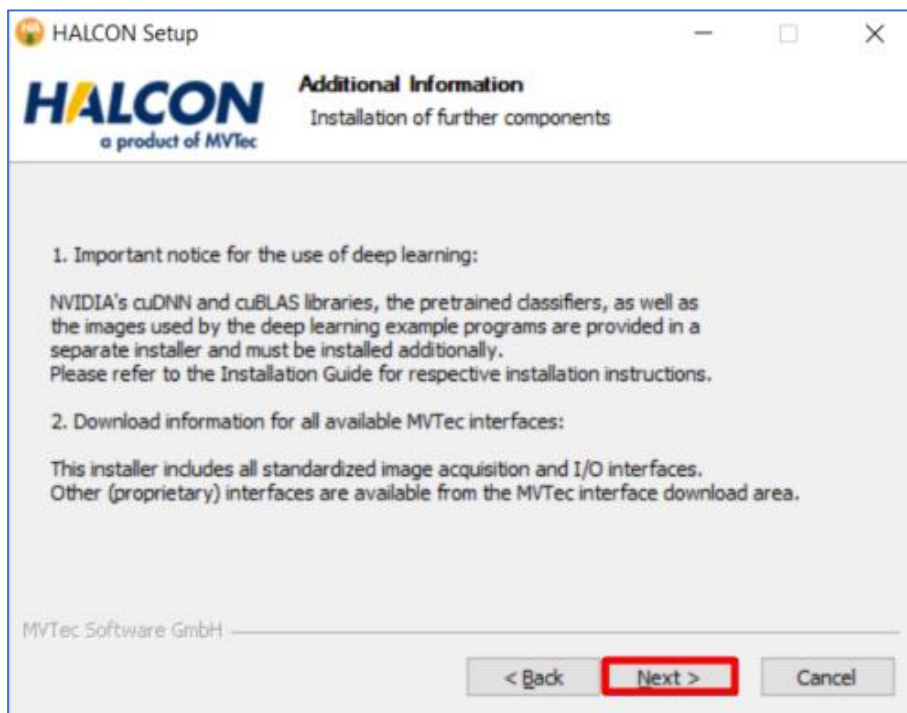 HALCON Setup
HALCON
a product of MVTec
Additional Information
Installation of further components
1. Important notice for the use of deep learning:
NVIDIA's cuDNN and cuBLAS libraries, the pretrained classifiers, as well as
the images used by the deep learning example programs are provided in a
separate installer and must be installed additionally.
Please refer to the Installation Guide for respective installation instructions.
2. Download information for all available MVTec interfaces:
This installer includes all standardized image acquisition and I/O interfaces.
Other (proprietary) interfaces are available from the MVTec interface download area.
MVTec Software GmbH
< Back Next > Cancel